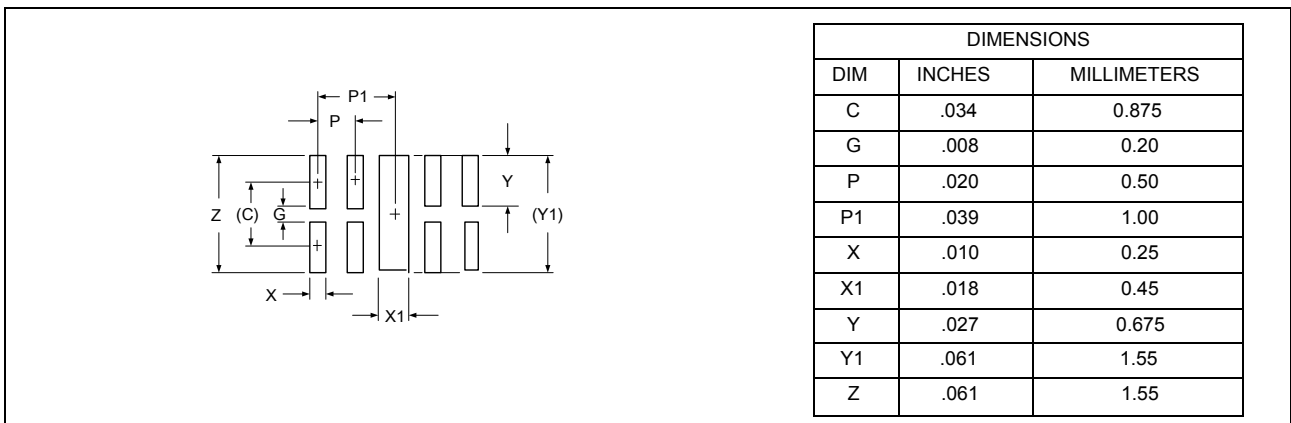 P1
P
Z (C) G Y (Y1)
X
X1
DIMENSIONS
DIM INCHES MILLIMETERS
C .034 0.875
G .008 0.20
P .020 0.50
P1 .039 1.00
X .010 0.25
X1 .018 0.45
Y .027 0.675
Y1 .061 1.55
Z .061 1.55